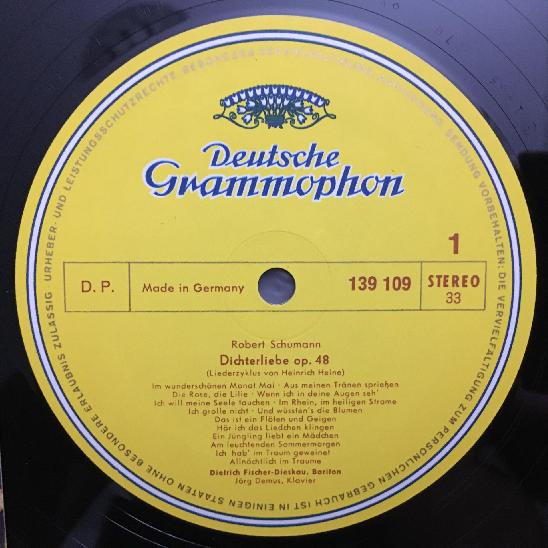 Deutsche
Grammophon
1
D. P.
Made in Germany
139 109
STEREO
33
Robert Schumann
Dichterliebe op. 48
(Liederzyklus von Heinrich Heine)
Im wunderschönen Monat Mai · Aus meinen Tränen sprießen
Die Rose, die Lilie · Wenn ich in deine Augen seh'
Ich will meine Seele tauchen · Im Rhein, im heiligen Strome
Ich grolle nicht · Und wüssten's die Blumen
Das ist ein Flöten und Geigen
Hör ich das Liedchen klingen
Ein Jüngling liebt ein Mädchen
Am leuchtenden Sommermorgen
Ich hab' im Traum geweinet
Allnächtlich im Traume
Dietrich Fischer-Dieskau, Bariton
Jörg Demus, Klavier
URHEBER- UND LEISTUNGSSCHUTZRECHTE, BESONDERS SENDUNG VORBEHALTEN; DIE VERVIELFÄLTIGUNG ZUM PERSÖNLICHEN GEBRAUCH IST IN EINIGEN STAATEN OHNE BESONDERE ERLAUBNIS ZULÄSSIG